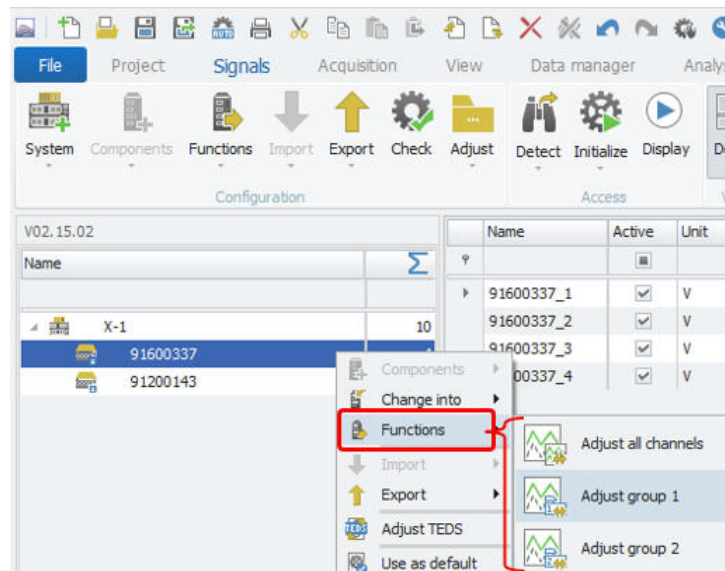 AUTO
File Project Signals Acquisition View Data manager
System Components Functions Import Export Check Adjust Detect Initialize Display
Configuration Access
V02.15.02
Name Active Unit
Name Σ
X-1 10
91600337_1 V
91600337_2 V
91600337
91600337_3 V
91200143
00337_4 V
Components
Change into
Functions
Adjust all channels
Import
Export
Adjust group 1
TEDS Adjust TEDS
Adjust group 2
Use as default